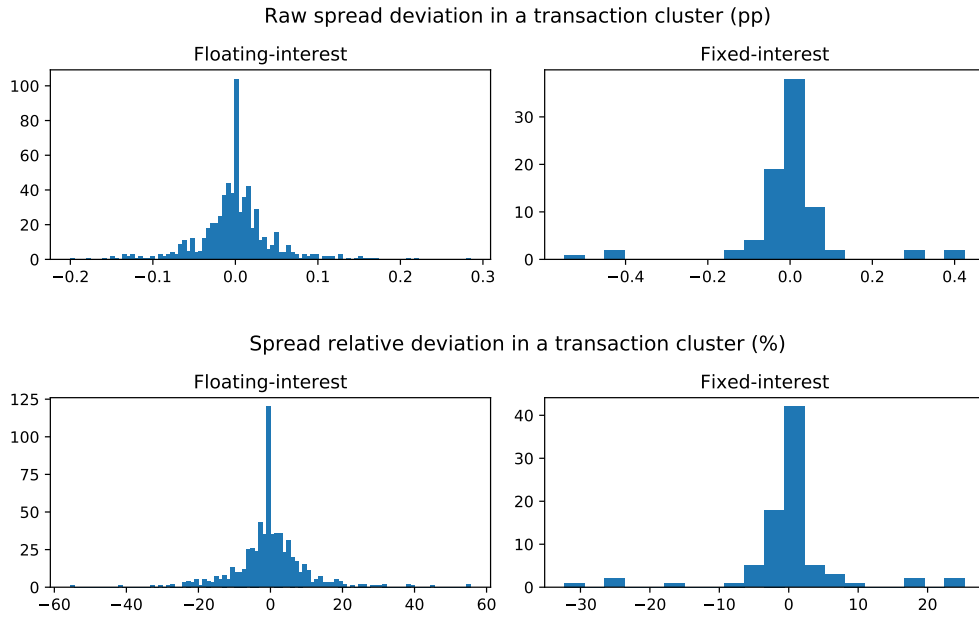 Raw spread deviation in a transaction cluster (pp)
Floating-interest Fixed-interest
100
80
60
40
20
0
−0.2 −0.1 0.0 0.1 0.2 0.3
30
20
10
0
−0.4 −0.2 0.0 0.2 0.4
Spread relative deviation in a transaction cluster (%)
Floating-interest Fixed-interest
125
100
75
50
25
0
−60 −40 −20 0 20 40 60
40
30
20
10
0
−30 −20 −10 0 10 20